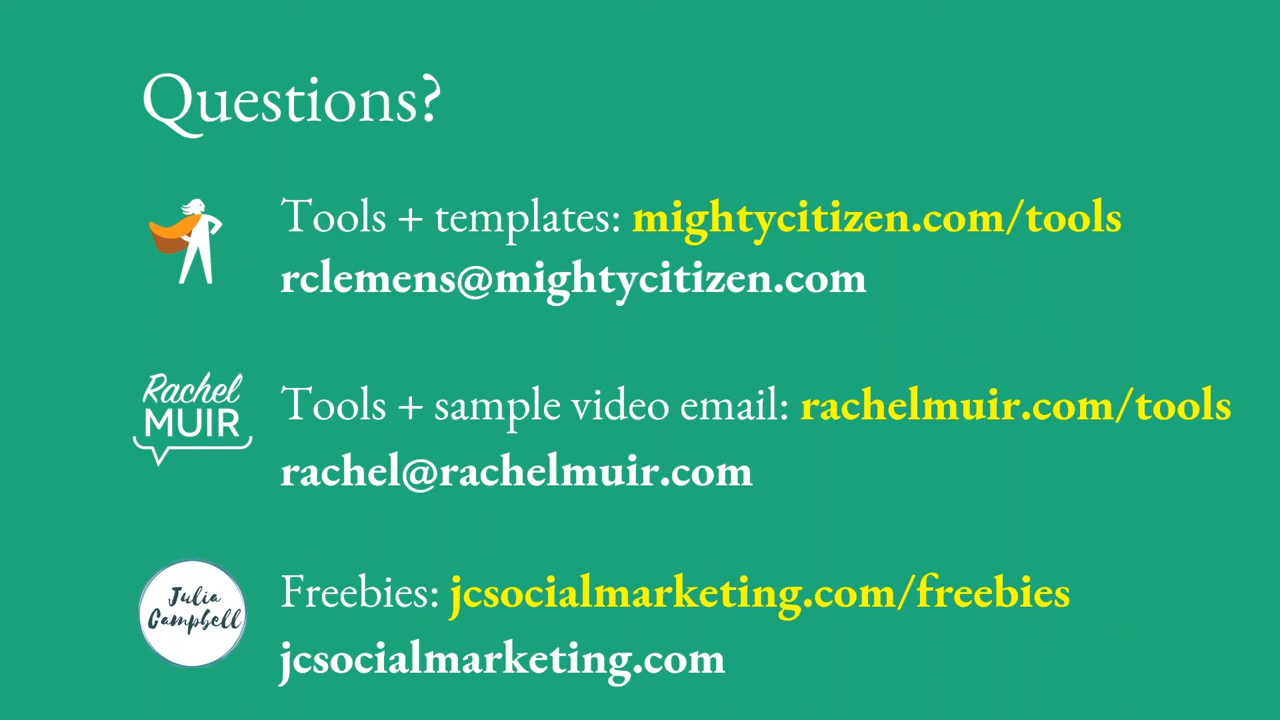 Questions?
Tools + templates: mightycitizen.com/tools
rclemens@mightycitizen.com
Rachel
MUIR
Tools + sample video email: rachelmuir.com/tools
rachel@rachelmuir.com
Julia
Campbell
Freebies: jcsocialmarketing.com/freebies
jcsocialmarketing.com